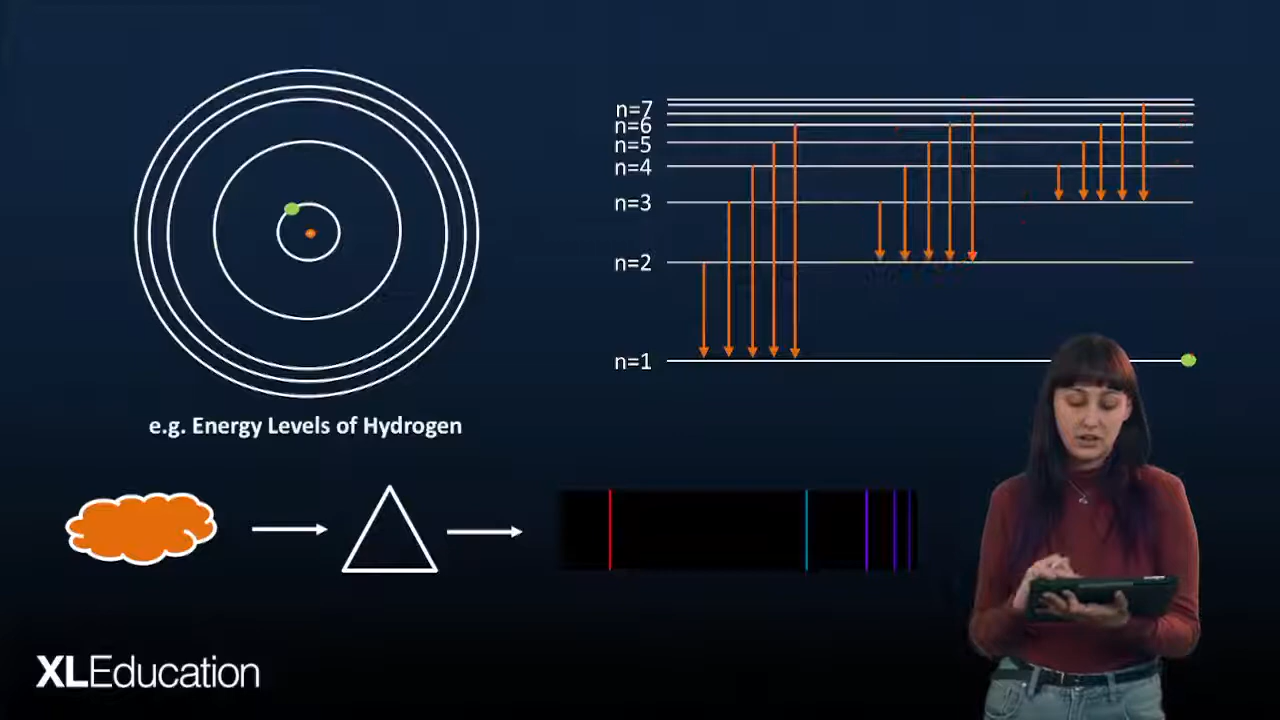 n=7
n=6
n=5
n=4
n=3
n=2
n=1
e.g. Energy Levels of Hydrogen
XLEducation